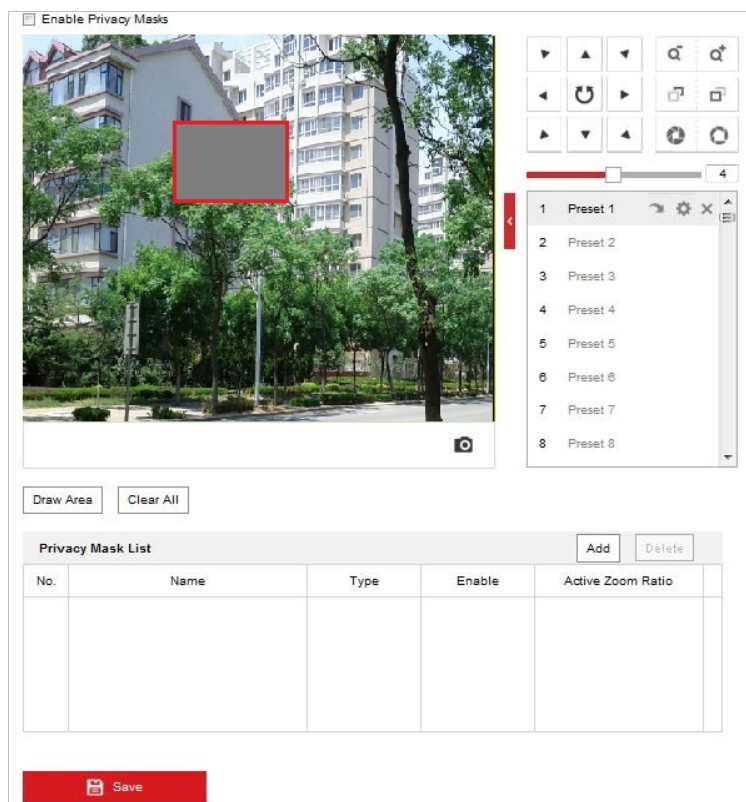 Enable Privacy Masks
4
1 Preset 1
2 Preset 2
3 Preset 3
4 Preset 4
5 Preset 5
6 Preset 6
7 Preset 7
8 Preset 8
Draw Area Clear All
Privacy Mask List Add Delete
No. Name Type Enable Active Zoom Ratio
Save